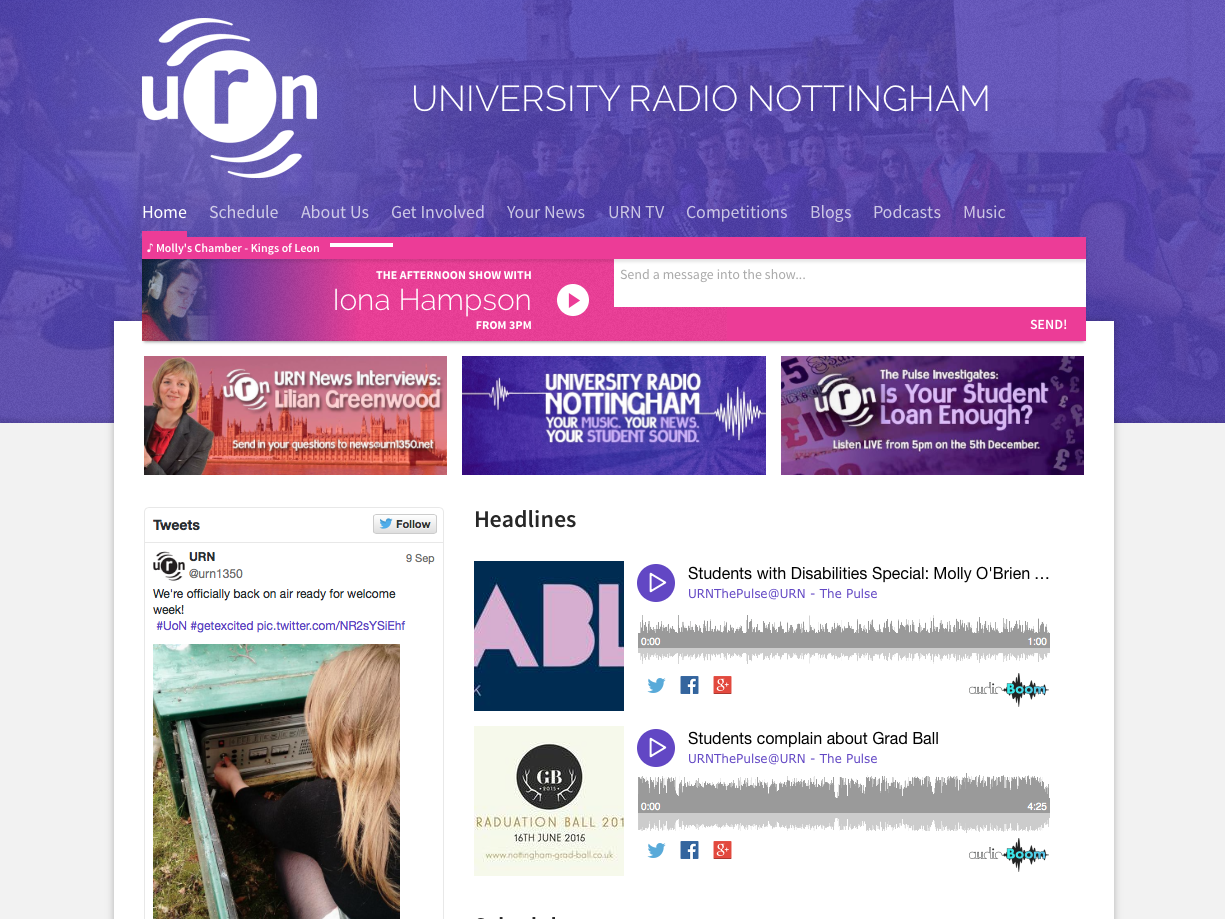 urn
UNIVERSITY RADIO NOTTINGHAM
Home Schedule About Us Get Involved Your News URN TV Competitions Blogs Podcasts Music
♪ Molly's Chamber - Kings of Leon
THE AFTERNOON SHOW WITH
Iona Hampson
FROM 3PM
Send a message into the show...
SEND!
urn
URN News Interviews:
Lilian Greenwood
Send in your questions to news@urn1350.net
UNIVERSITY RADIO
NOTTINGHAM
YOUR MUSIC. YOUR NEWS.
YOUR STUDENT SOUND.
urn
The Pulse Investigates:
Is Your Student
Loan Enough?
Listen LIVE from 5pm on the 5th December.
Tweets
Follow
urn
URN
9 Sep
@urn1350
We're officially back on air ready for welcome
week!
#UoN #getexcited pic.twitter.com/NR2sYSiEhf
Headlines
ABL
K
Students with Disabilities Special: Molly O'Brien …
URNThePulse@URN - The Pulse
0:00 1:00
audioBoom
GB
• 2015 •
RADUATION BALL 201
16TH JUNE 2015
www.nottingham-grad-ball.co.uk
Students complain about Grad Ball
URNThePulse@URN - The Pulse
0:00 4:25
audioBoom